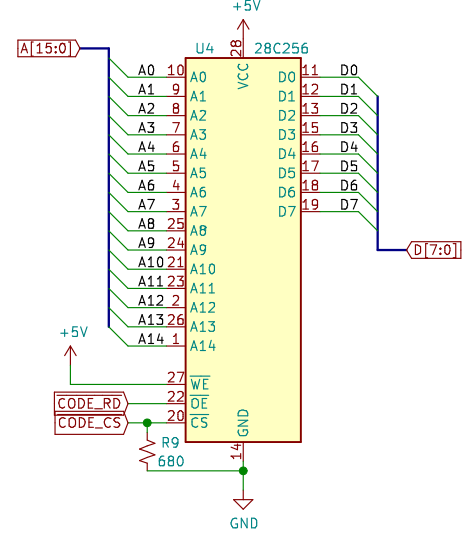 +5V
U4 28C256
A[15:0]
28
VCC
A0 10 A0 D0 11 D0
A1 9 A1 D1 12 D1
A2 8 A2 D2 13 D2
A3 7 A3 D3 15 D3
A4 6 A4 D4 16 D4
A5 5 A5 D5 17 D5
A6 4 A6 D6 18 D6
A7 3 A7 D7 19 D7
A8 25 A8
A9 24 A9
D[7:0]
A10 21 A10
A11 23 A11
A12 2 A12
A13 26 A13
A14 1 A14
+5V
27 WE
CODE_RD 22 OE
CODE_CS 20 CS
GND
14
R9
680
GND